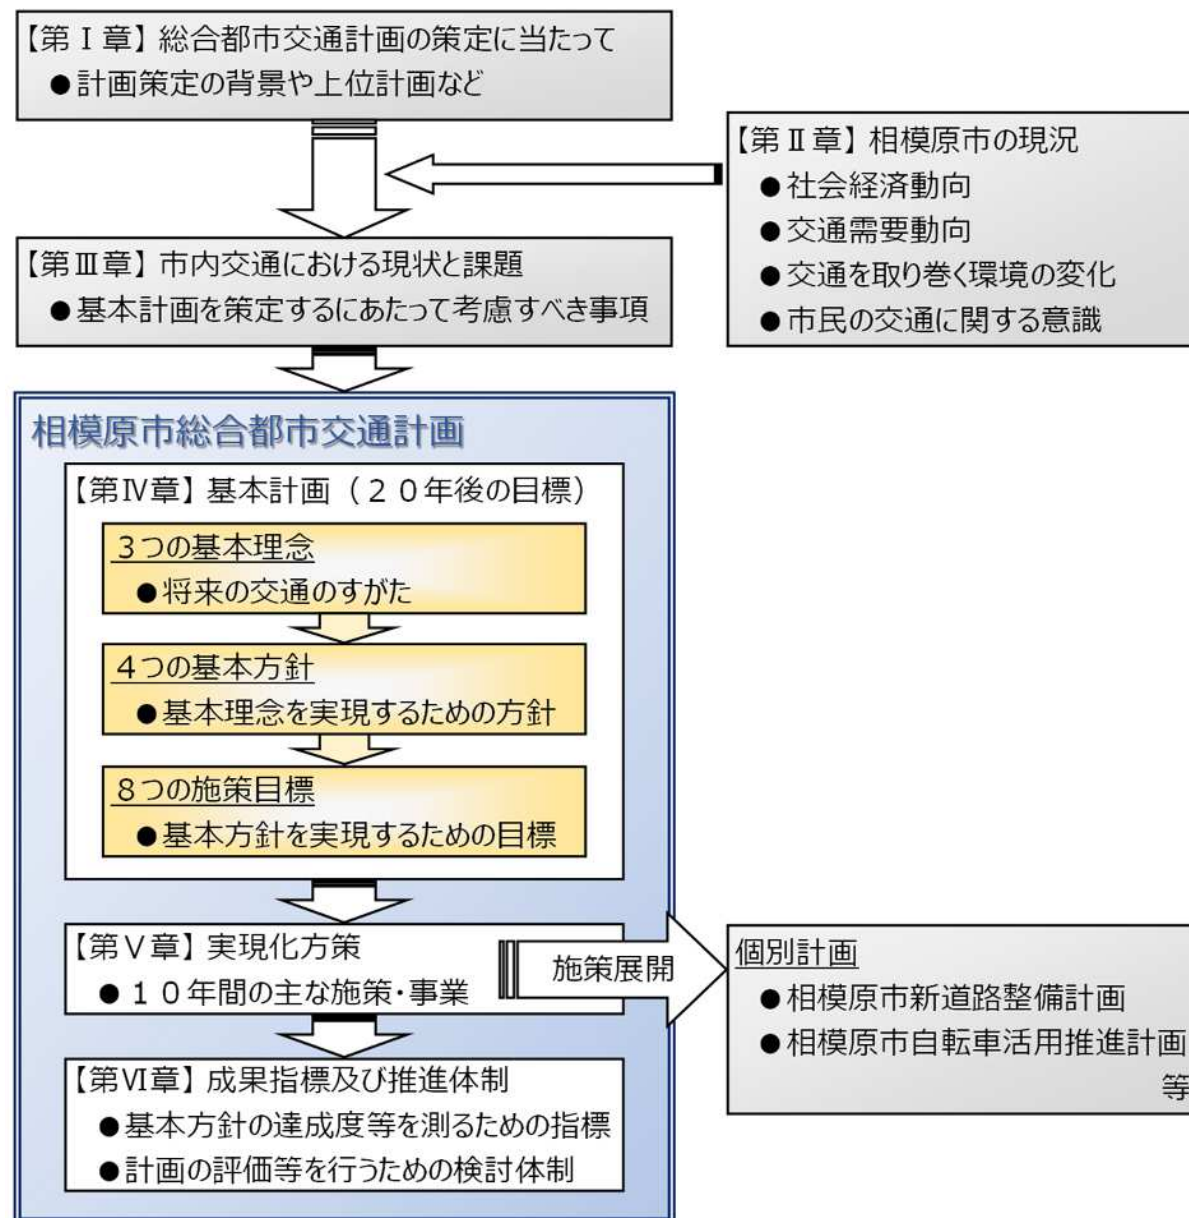 【第Ⅰ章】総合都市交通計画の策定に当たって
●計画策定の背景や上位計画など
【第Ⅱ章】相模原市の現況
●社会経済動向
●交通需要動向
●交通を取り巻く環境の変化
●市民の交通に関する意識
【第Ⅲ章】市内交通における現状と課題
●基本計画を策定するにあたって考慮すべき事項
相模原市総合都市交通計画
【第Ⅳ章】基本計画（２０年後の目標）
３つの基本理念
●将来の交通のすがた
４つの基本方針
●基本理念を実現するための方針
８つの施策目標
●基本方針を実現するための目標
【第Ⅴ章】実現化方策
●１０年間の主な施策・事業
施策展開
個別計画
●相模原市新道路整備計画
●相模原市自転車活用推進計画
等
【第Ⅵ章】成果指標及び推進体制
●基本方針の達成度等を測るための指標
●計画の評価等を行うための検討体制